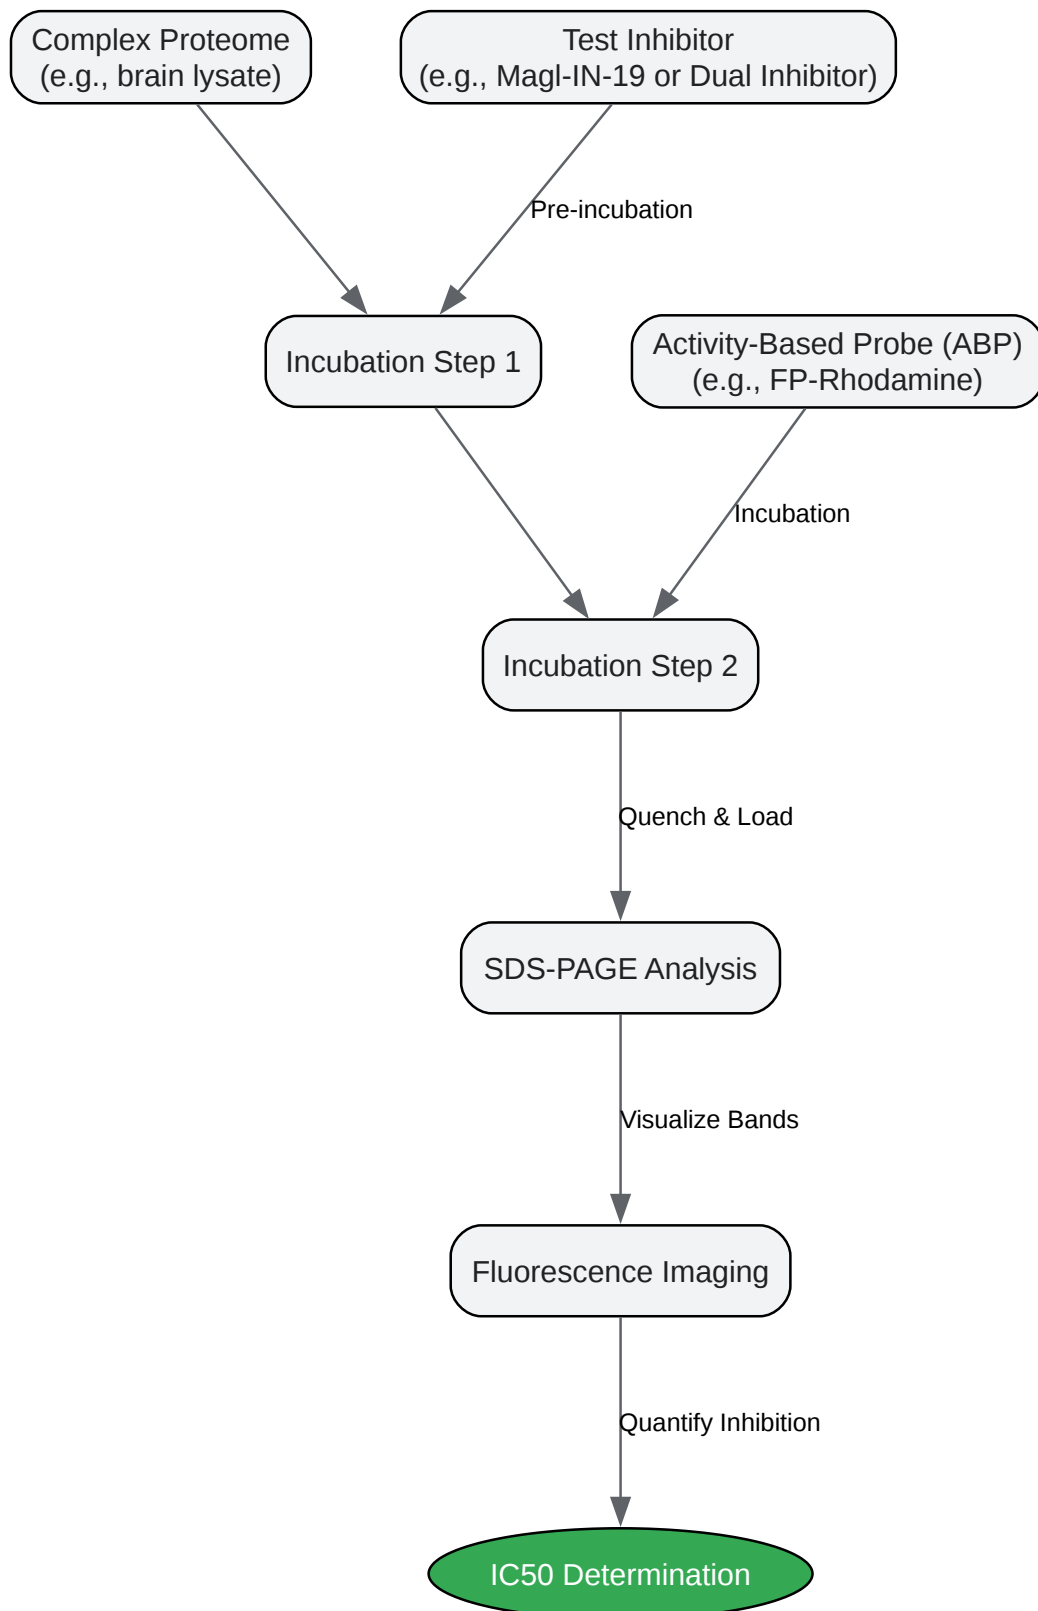 Complex Proteome
(e.g., brain lysate)
Test Inhibitor
(e.g., Magl-IN-19 or Dual Inhibitor)
Pre-incubation
Incubation Step 1
Activity-Based Probe (ABP)
(e.g., FP-Rhodamine)
Incubation
Incubation Step 2
Quench & Load
SDS-PAGE Analysis
Visualize Bands
Fluorescence Imaging
Quantify Inhibition
IC50 Determination